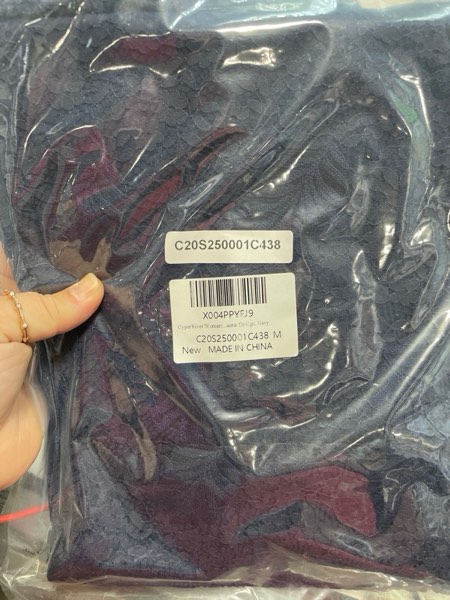 C20S250001C438
X004PPYFJ9
C20S250001C438 M
New MADE IN CHINA